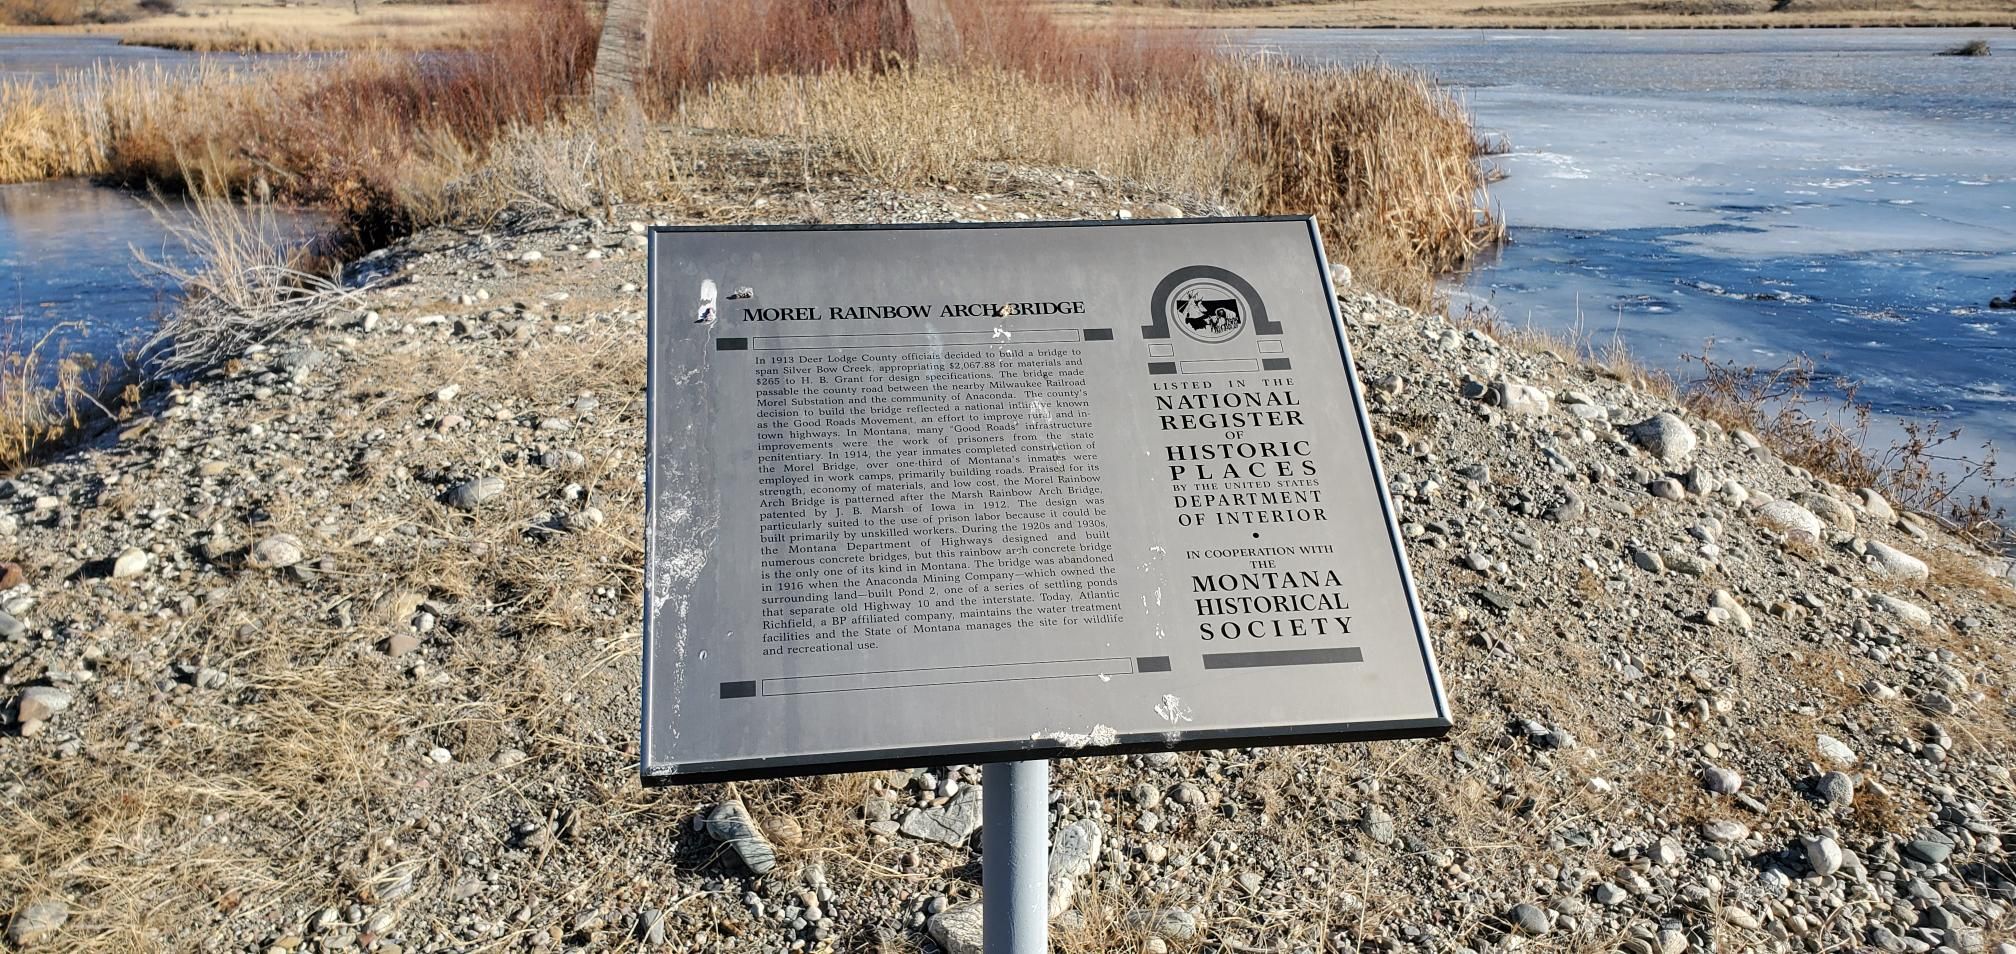 MOREL RAINBOW ARCH BRIDGE
In 1913 Deer Lodge County officials decided to build a bridge to
span Silver Bow Creek, appropriating $2,067.88 for materials and
$265 to H. B. Grant for design specifications. The bridge made
passable the county road between the nearby Milwaukee Railroad
Morel Substation and the community of Anaconda. The county's
decision to build the bridge reflected a national initiative known
as the Good Roads Movement, an effort to improve rural and in-
town highways. In Montana, many "Good Roads" infrastructure
improvements were the work of prisoners from the state
penitentiary. In 1914, the year inmates completed construction of
the Morel Bridge, over one-third of Montana's inmates were
employed in work camps, primarily building roads. Praised for its
strength, economy of materials, and low cost, the Morel Rainbow
Arch Bridge is patterned after the Marsh Rainbow Arch Bridge,
patented by J. B. Marsh of Iowa in 1912. The design was
particularly suited to the use of prison labor because it could be
built primarily by unskilled workers. During the 1920s and 1930s,
the Montana Department of Highways designed and built
numerous concrete bridges, but this rainbow arch concrete bridge
is the only one of its kind in Montana. The bridge was abandoned
in 1916 when the Anaconda Mining Company—which owned the
surrounding land—built Pond 2, one of a series of settling ponds
that separate old Highway 10 and the interstate. Today, Atlantic
Richfield, a BP affiliated company, maintains the water treatment
facilities and the State of Montana manages the site for wildlife
and recreational use.
LISTED IN THE
NATIONAL
REGISTER
OF
HISTORIC
PLACES
BY THE UNITED STATES
DEPARTMENT
OF INTERIOR
•
IN COOPERATION WITH
THE
MONTANA
HISTORICAL
SOCIETY